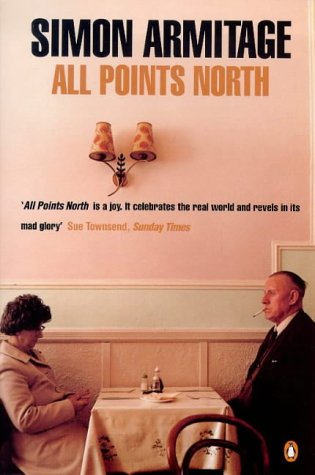 SIMON ARMITAGE
ALL POINTS NORTH
'All Points North is a joy. It celebrates the real world and revels in its
mad glory' Sue Townsend, Sunday Times